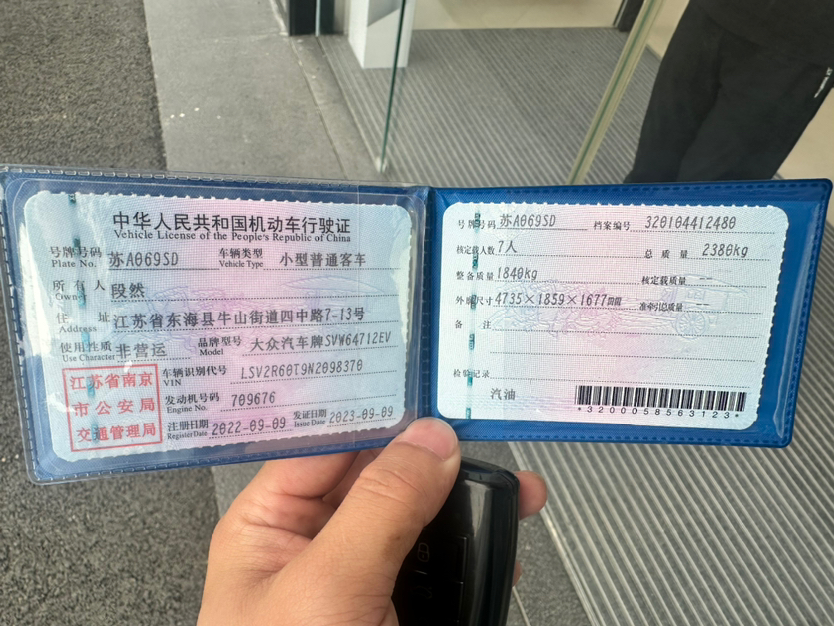 中华人民共和国机动车行驶证
Vehicle License of the People's Republic of China
号牌号码 苏A069SD 车辆类型 小型普通客车
Plate No. Vehicle Type
所有人 段然
Owner
住址 江苏省东海县牛山街道四中路7-13号
Address
使用性质 非营运 品牌型号 大众汽车牌SVW64712EV
Use Character Model
江苏省南京
市公安局
交通管理局
车辆识别代号 LSV2R60T9N2098370
VIN
发动机号码 709676
Engine No.
注册日期 2022-09-09 发证日期 2023-09-09
Register Date Issue Date
号牌号码 苏A069SD 档案编号 320104412480
核定载人数 7人 总质量 2380kg
整备质量 1840kg 核定载质量 --
外廓尺寸 4735×1859×1677mm 准牵引总质量 --
备注
检验记录
汽油
*3200058563123*